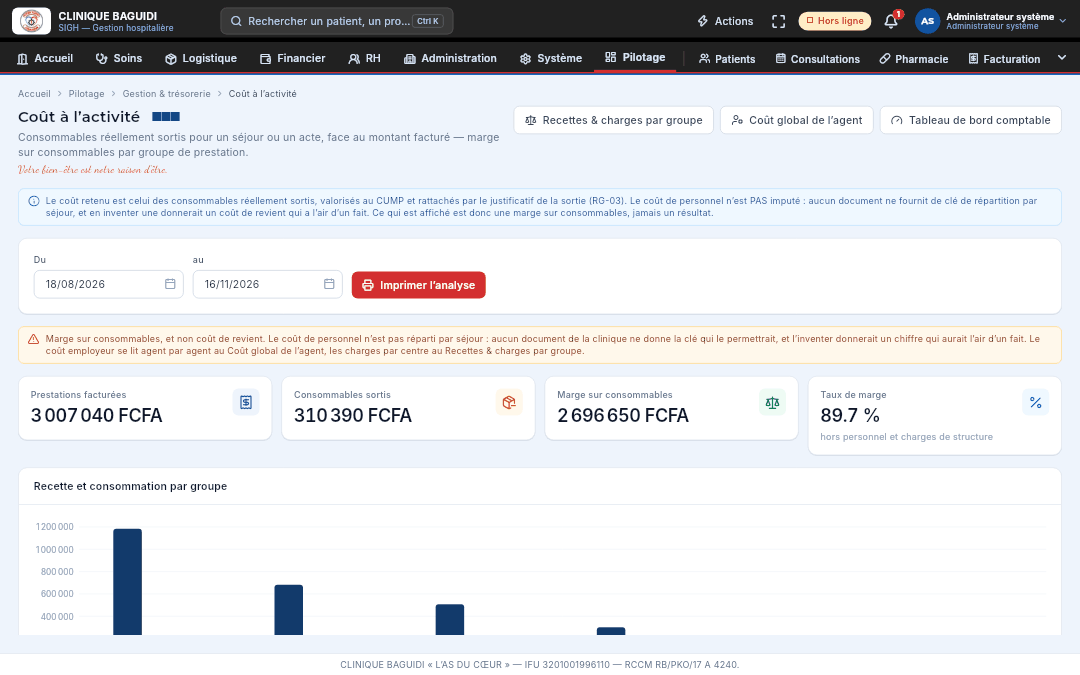 CLINIQUE BAGUIDI
SIGH — Gestion hospitalière
Rechercher un patient, un pro... Ctrl K
Actions
Hors ligne
1
AS
Administrateur système
Administrateur système
Accueil Soins Logistique Financier RH Administration Système Pilotage Patients Consultations Pharmacie Facturation
Accueil > Pilotage > Gestion & trésorerie > Coût à l'activité
Coût à l'activité
Consommables réellement sortis pour un séjour ou un acte, face au montant facturé — marge
sur consommables par groupe de prestation.
Votre bien-être est notre raison d'être.
Recettes & charges par groupe
Coût global de l'agent
Tableau de bord comptable
Le coût retenu est celui des consommables réellement sortis, valorisés au CUMP et rattachés par le justificatif de la sortie (RG-03). Le coût de personnel n'est PAS imputé : aucun document ne fournit de clé de répartition par
séjour, et en inventer une donnerait un coût de revient qui a l'air d'un fait. Ce qui est affiché est donc une marge sur consommables, jamais un résultat.
Du
au
18/08/2026
16/11/2026
Imprimer l'analyse
Marge sur consommables, et non coût de revient. Le coût de personnel n'est pas réparti par séjour : aucun document de la clinique ne donne la clé qui le permettrait, et l'inventer donnerait un chiffre qui aurait l'air d'un fait. Le
coût employeur se lit agent par agent au Coût global de l'agent, les charges par centre au Recettes & charges par groupe.
Prestations facturées
3 007 040 FCFA
Consommables sortis
310 390 FCFA
Marge sur consommables
2 696 650 FCFA
Taux de marge
89.7 %
hors personnel et charges de structure
Recette et consommation par groupe
1 200 000
1 000 000
800 000
600 000
400 000
CLINIQUE BAGUIDI « L'AS DU CŒUR » — IFU 3201001996110 — RCCM RB/PKO/17 A 4240.